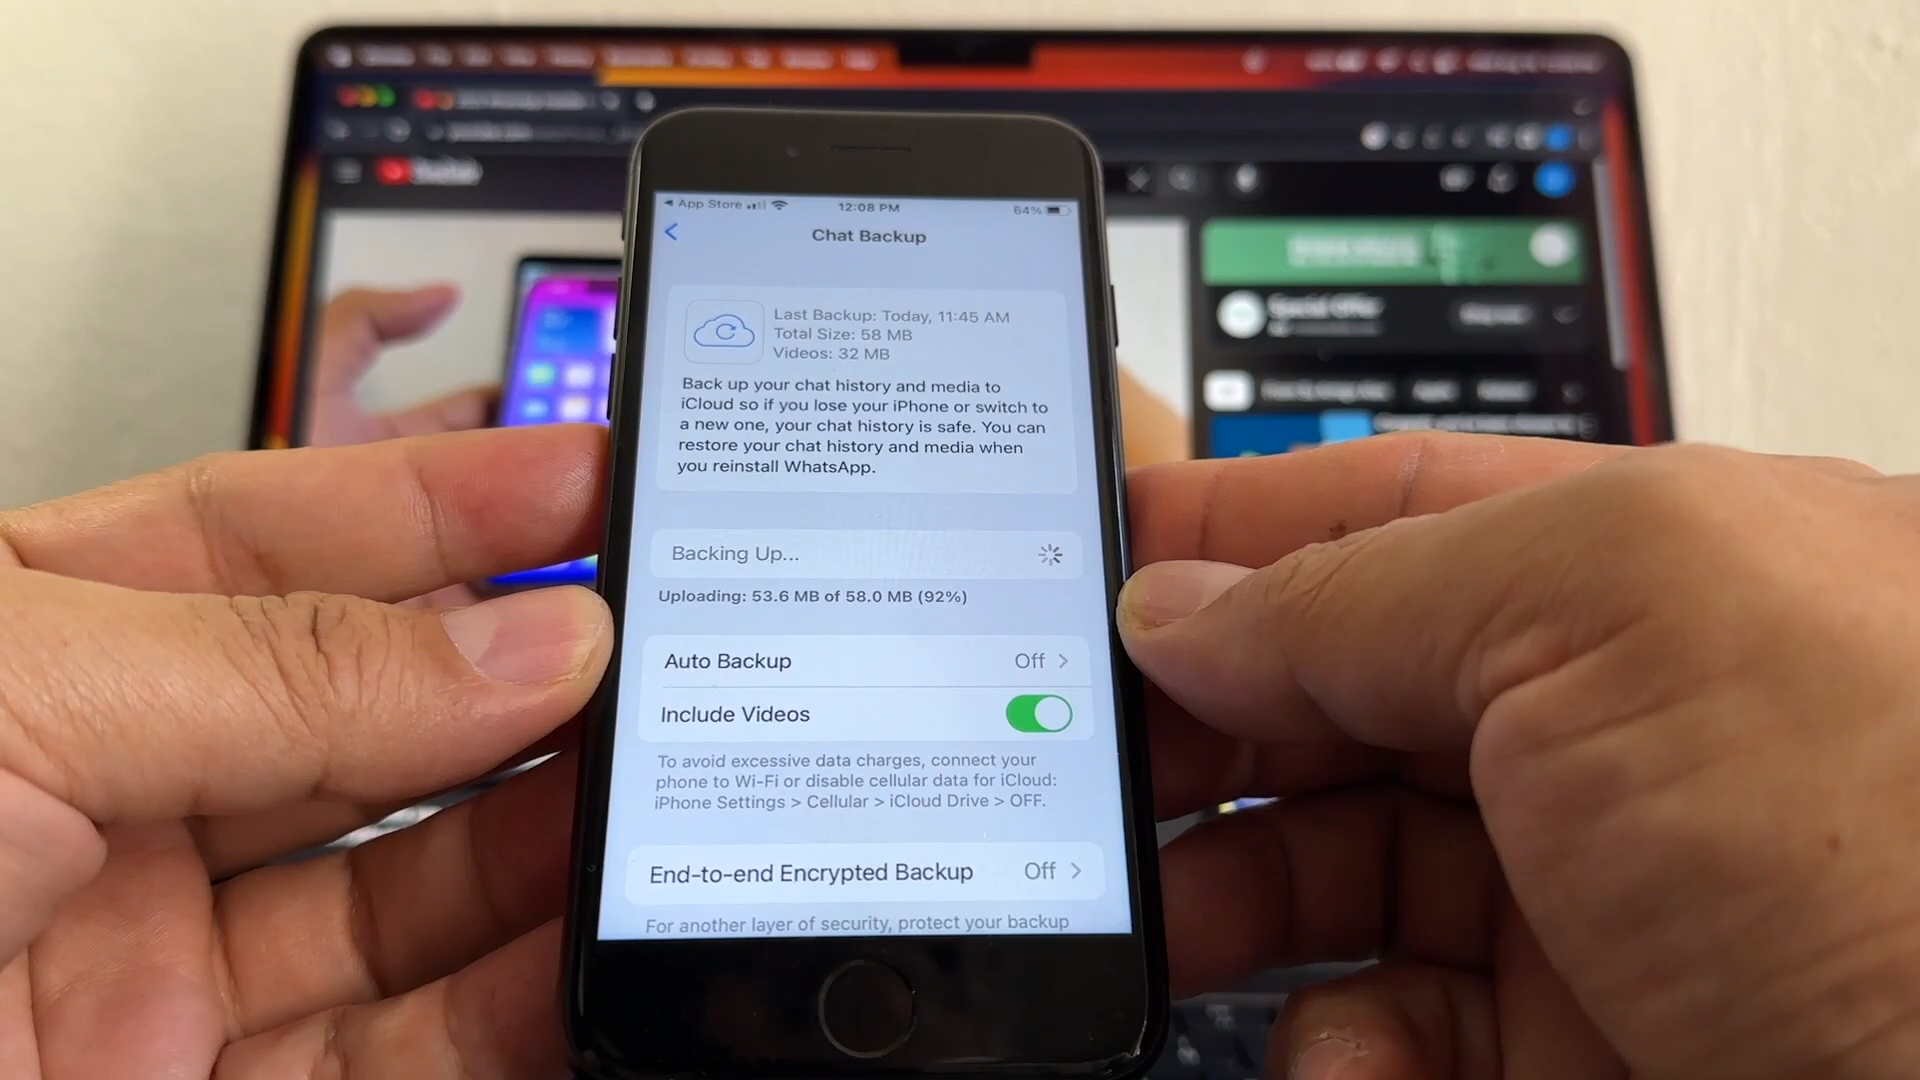 App Store
12:08 PM
64%
Chat Backup
Last Backup: Today, 11:45 AM
Total Size: 58 MB
Videos: 32 MB
Back up your chat history and media to
iCloud so if you lose your iPhone or switch to
a new one, your chat history is safe. You can
restore your chat history and media when
you reinstall WhatsApp.
Backing Up...
Uploading: 53.6 MB of 58.0 MB (92%)
Auto Backup
Off
Include Videos
To avoid excessive data charges, connect your
phone to Wi-Fi or disable cellular data for iCloud:
iPhone Settings > Cellular > iCloud Drive > OFF.
End-to-end Encrypted Backup
Off
For another layer of security, protect your backup
YouTube
Special Offer